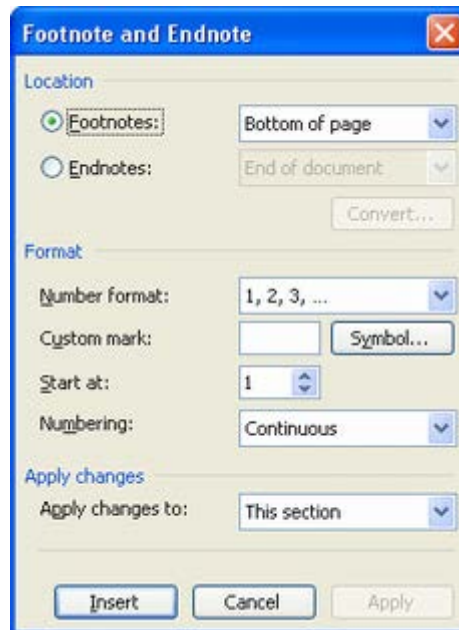 Footnote and Endnote
Location
Footnotes: Bottom of page
Endnotes: End of document
Convert...
Format
Number format: 1, 2, 3, ...
Custom mark: Symbol...
Start at: 1
Numbering: Continuous
Apply changes
Apply changes to: This section
Insert Cancel Apply